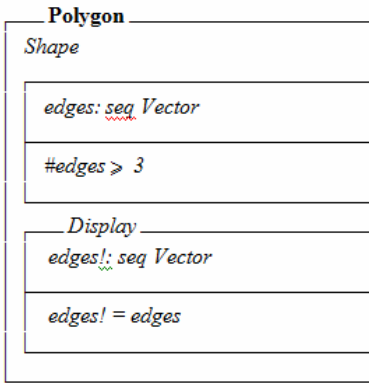 Polygon
Shape
edges: seq Vector
#edges ⩾ 3
Display
edges!: seq Vector
edges! = edges